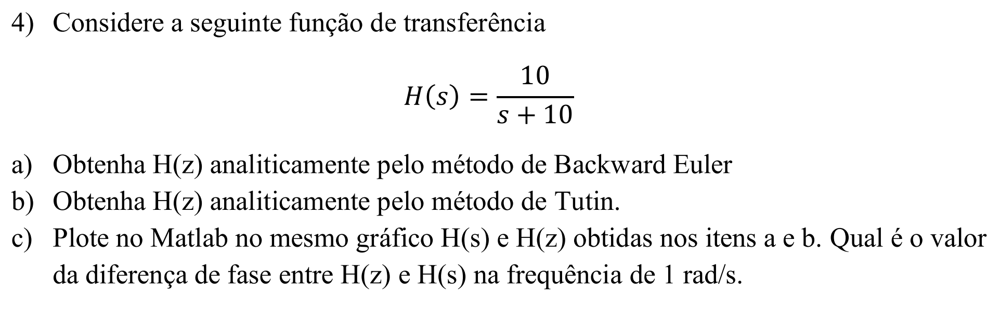 4) Considere a seguinte função de transferência
H(s) = 10 / (s + 10)
a) Obtenha H(z) analiticamente pelo método de Backward Euler
b) Obtenha H(z) analiticamente pelo método de Tutin.
c) Plote no Matlab no mesmo gráfico H(s) e H(z) obtidas nos itens a e b. Qual é o valor
da diferença de fase entre H(z) e H(s) na frequência de 1 rad/s.